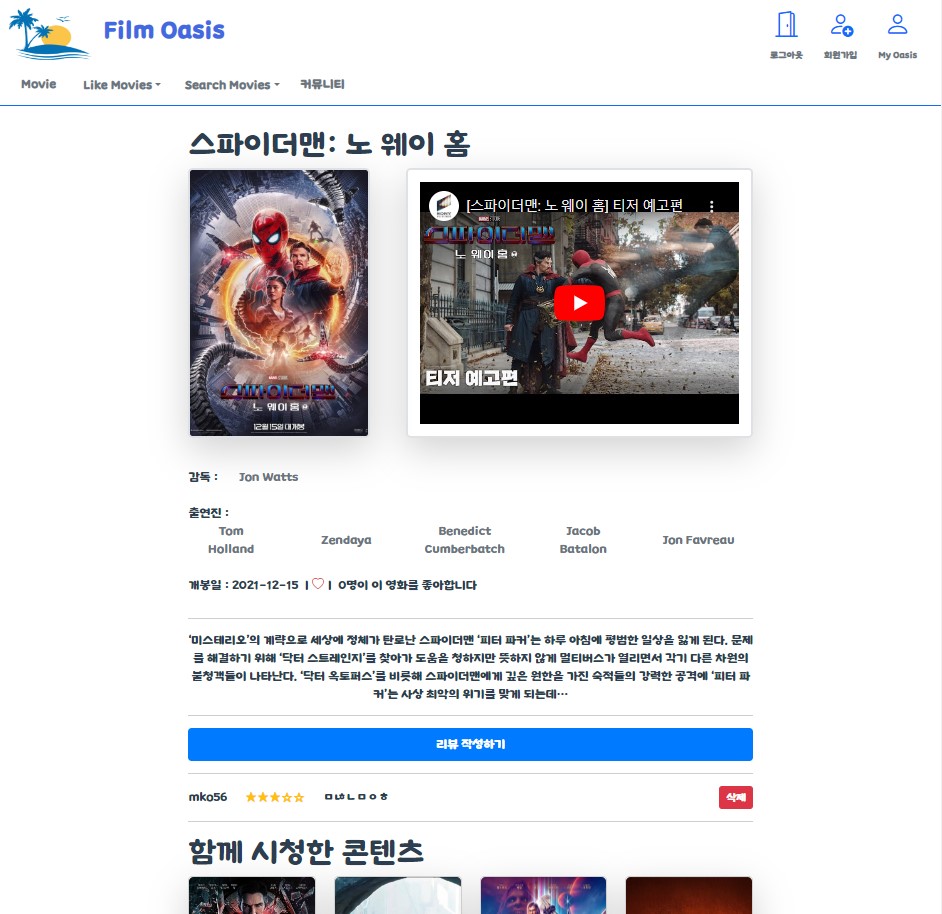 Film Oasis
로그아웃
회원가입
My Oasis
Movie
Like Movies
Search Movies
커뮤니티
스파이더맨: 노 웨이 홈
스파이더맨
노 웨이 홈
12월 15일 대개봉
[스파이더맨: 노 웨이 홈] 티저 예고편
스파이더맨
노 웨이 홈
티저 예고편
감독 : Jon Watts
출연진 :
Tom Holland
Zendaya
Benedict Cumberbatch
Jacob Batalon
Jon Favreau
개봉일 : 2021-12-15 | ♡ | 0명이 이 영화를 좋아합니다
‘미스테리오’의 계략으로 세상에 정체가 탄로난 스파이더맨 ‘피터 파커’는 하루 아침에 평범한 일상을 잃게 된다. 문제
를 해결하기 위해 ‘닥터 스트레인지’를 찾아가 도움을 청하지만 뜻하지 않게 멀티버스가 열리면서 각기 다른 차원의
불청객들이 나타난다. ‘닥터 옥토퍼스’를 비롯해 스파이더맨에게 깊은 원한을 가진 숙적들의 강력한 공격에 ‘피터 파
커’는 사상 최악의 위기를 맞게 되는데…
리뷰 작성하기
mko56 ★★★☆☆
삭제
함께 시청한 콘텐츠